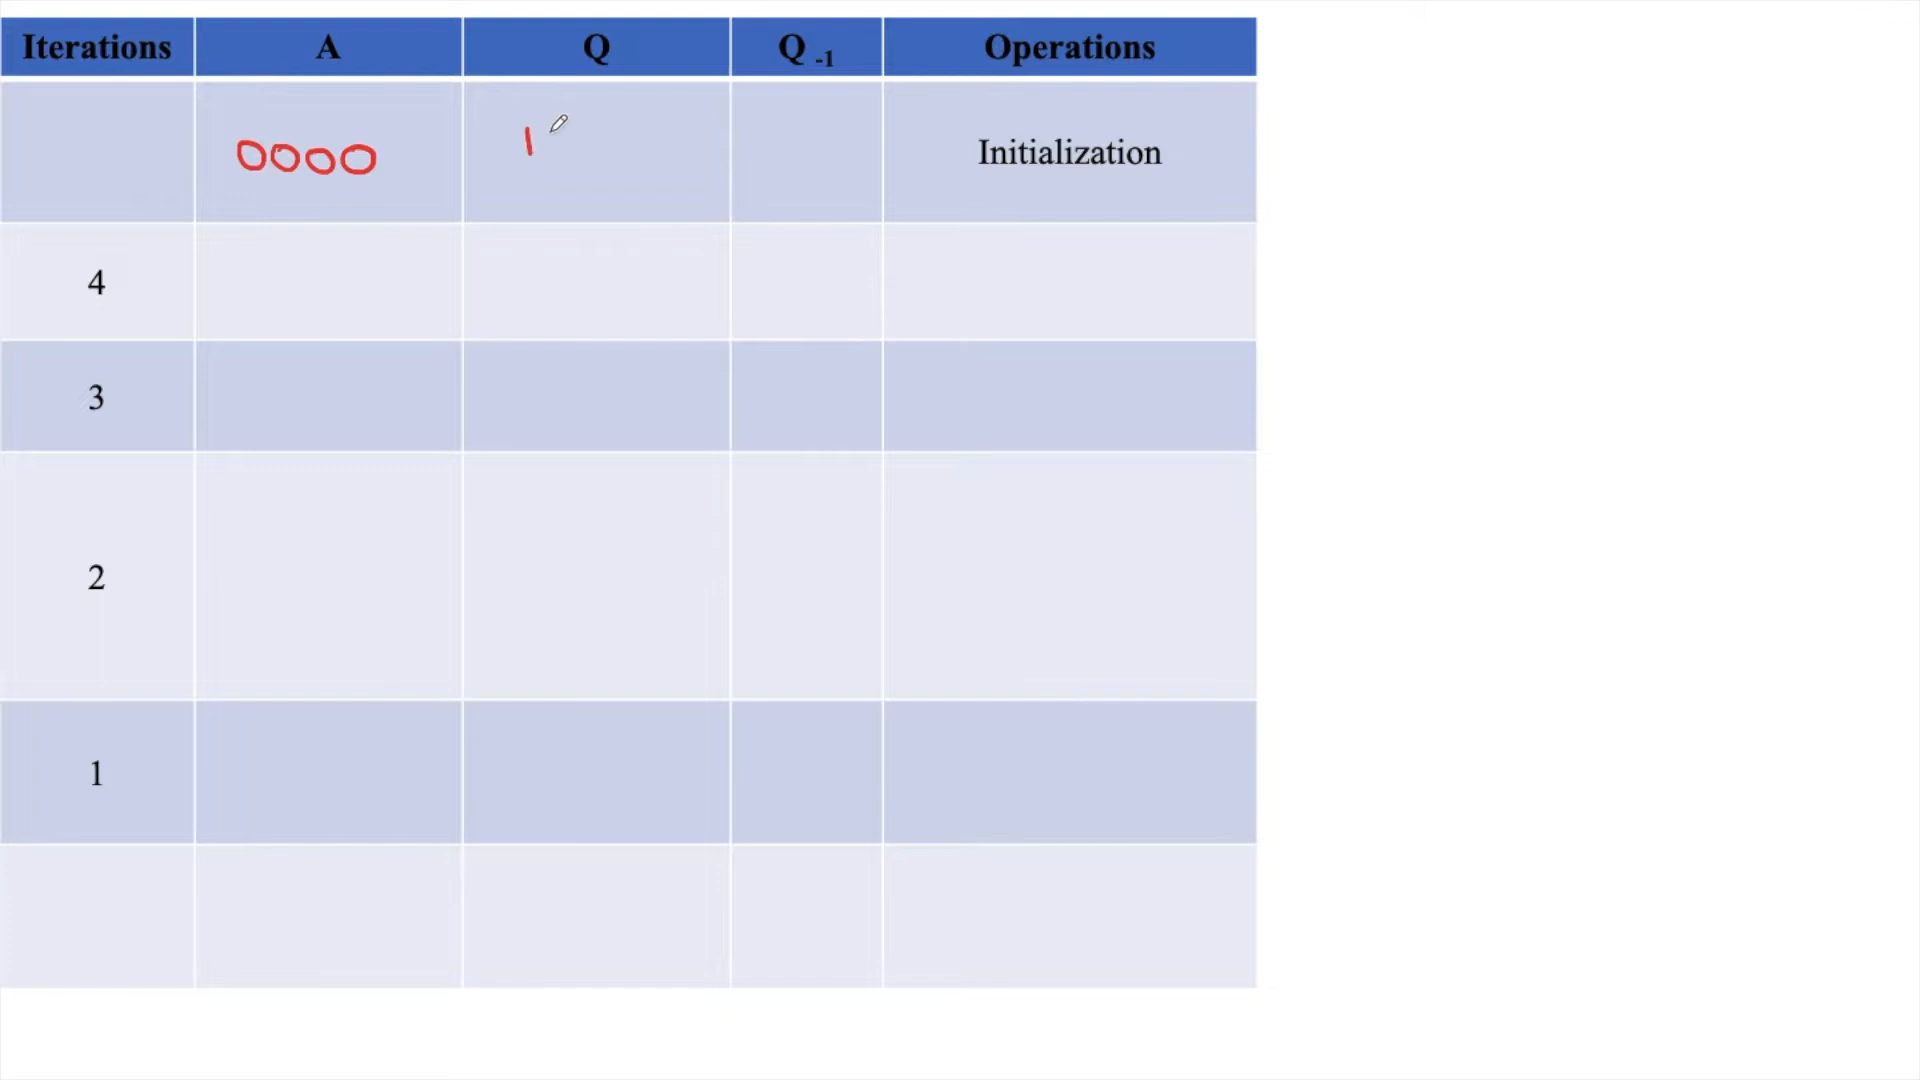 Iterations A Q Q -1 Operations
0000 1 Initialization
4
3
2
1